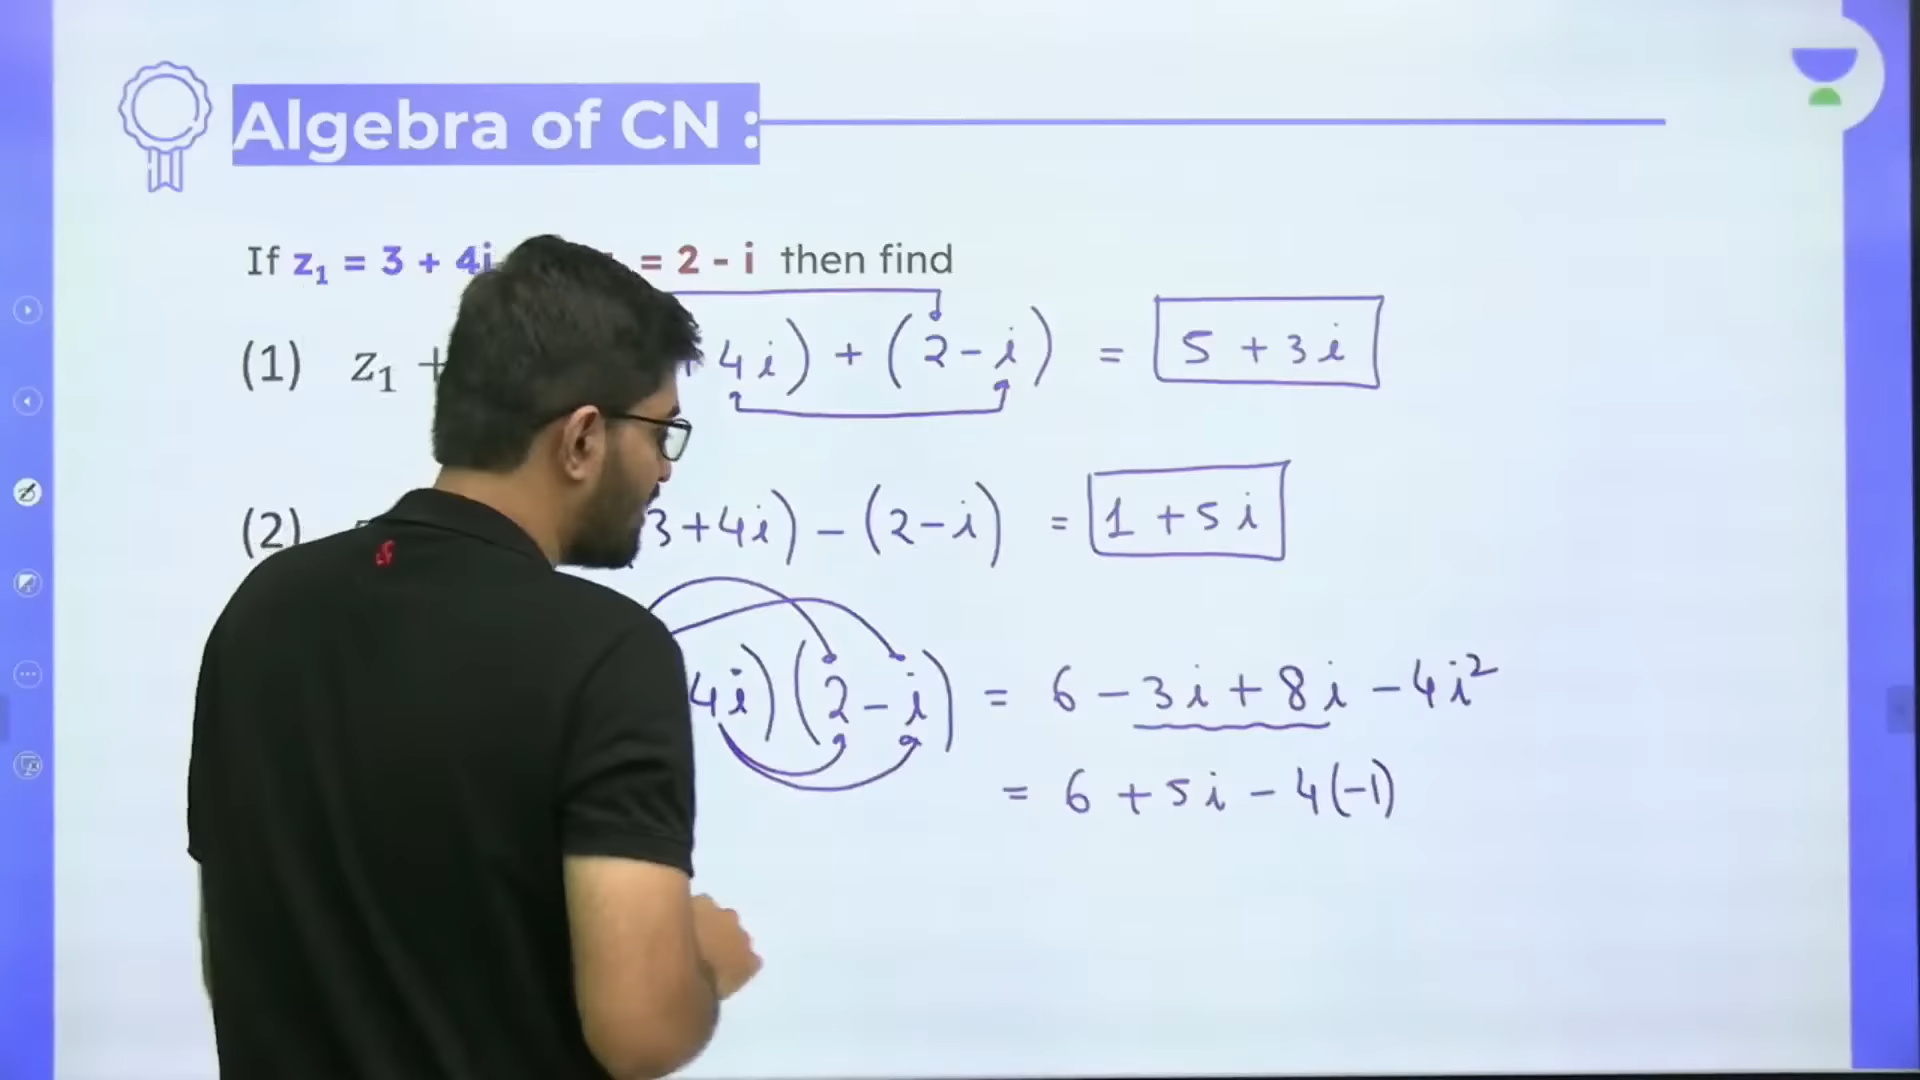 Algebra of CN :
If z₁ = 3 + 4i = 2 - i then find
(1) z₁ + 4i) + (2 - i) = 5 + 3i
(2) 3 + 4i) - (2 - i) = 1 + 5i
4i)(2 - i) = 6 - 3i + 8i - 4i²
= 6 + 5i - 4(-1)